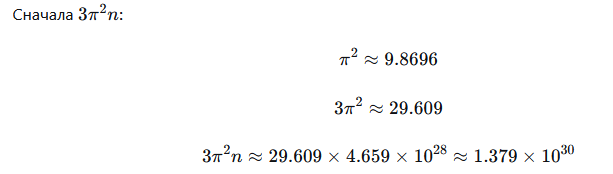 Сначала 3π²n:
π² ≈ 9.8696
3π² ≈ 29.609
3π²n ≈ 29.609 × 4.659 × 10²⁸ ≈ 1.379 × 10³⁰